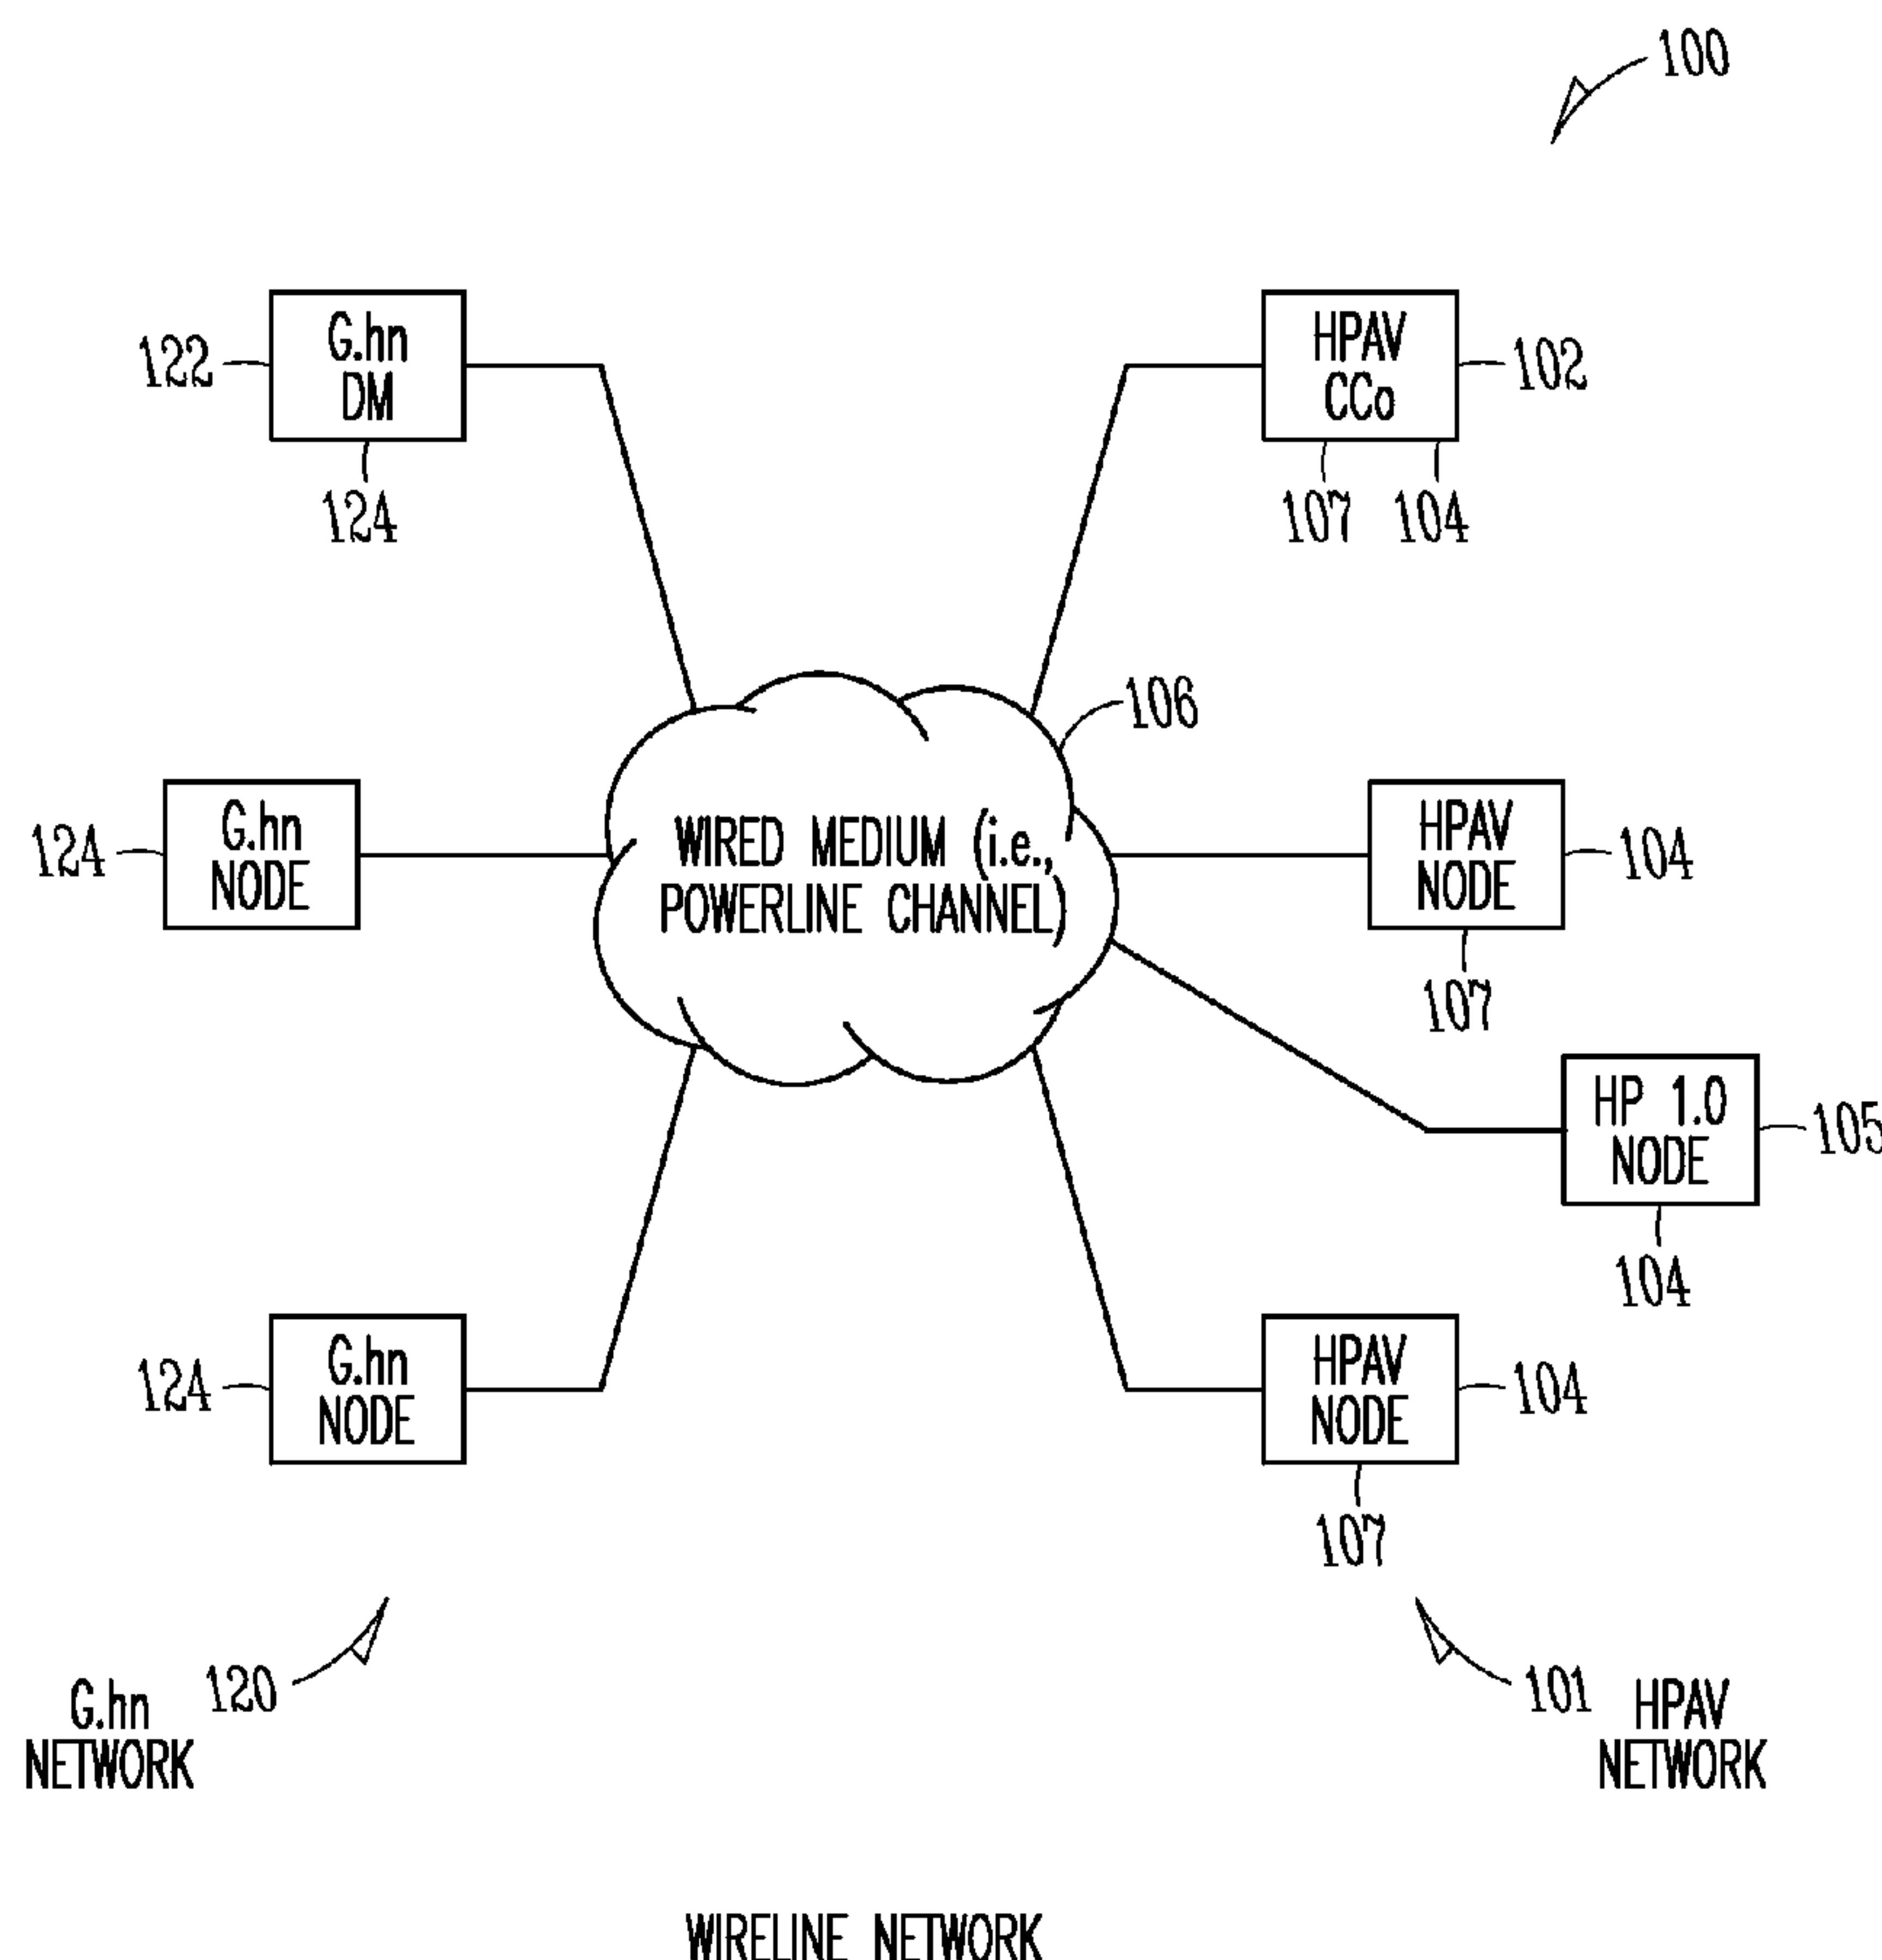 100
G.hn
DM
122
124
HPAV
CCo
102
107
104
106
WIRED MEDIUM (i.e.,
POWERLINE CHANNEL)
G.hn
NODE
124
HPAV
NODE
104
107
HP 1.0
NODE
105
104
G.hn
NODE
124
HPAV
NODE
104
107
G.hn
NETWORK
120
101
HPAV
NETWORK
WIRELINE NETWORK